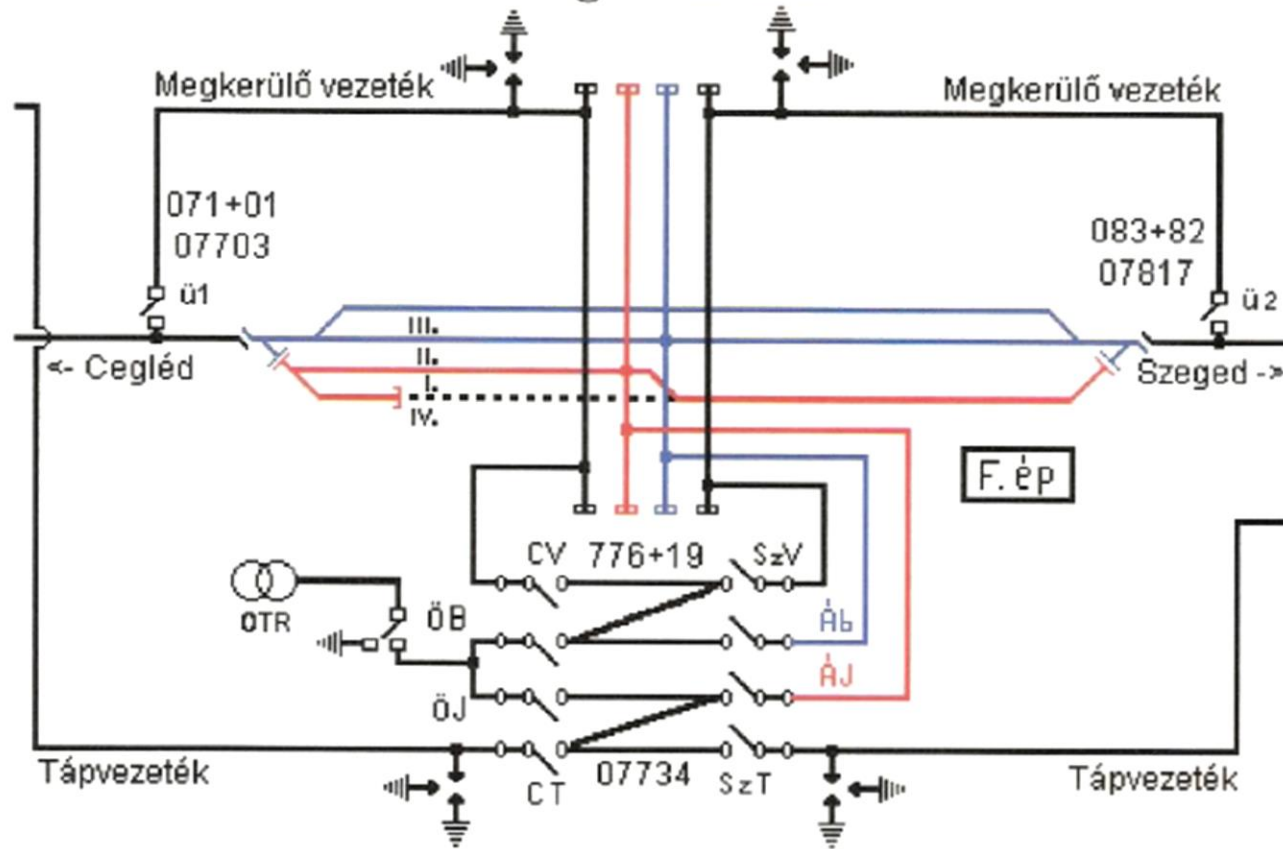 Megkerülő vezeték
Megkerülő vezeték
071+01
07703
ü1
083+82
07817
ü2
III.
<- Cegléd
II.
I.
IV.
Szeged ->
F. ép
CV
776+19
SzV
OTR
ÖB
Áb
ÁJ
ÖJ
Tápvezeték
CT
07734
SzT
Tápvezeték